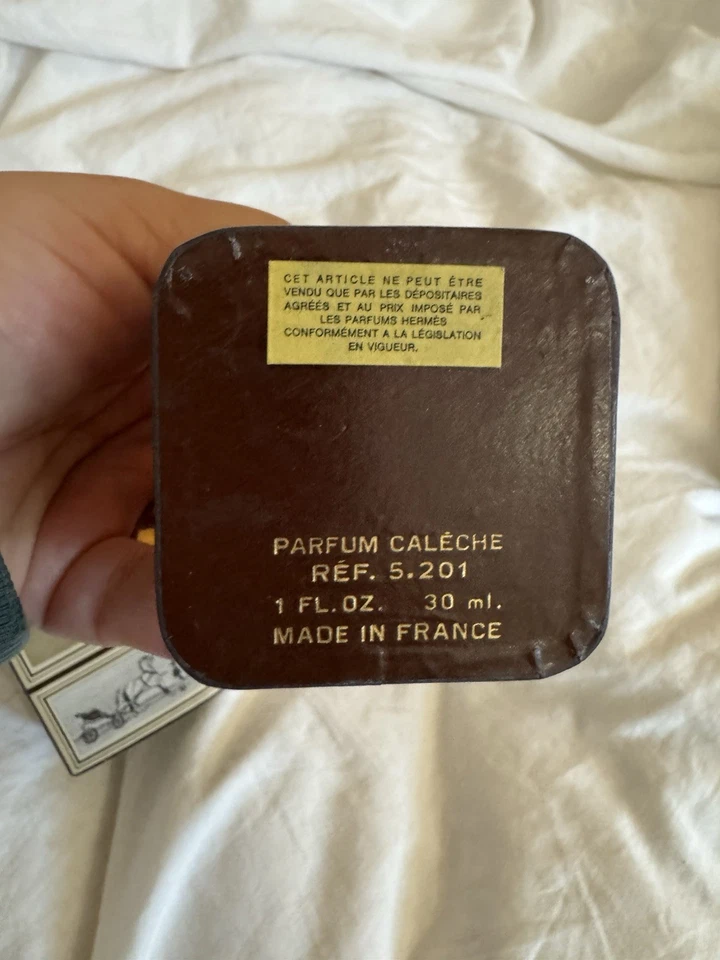 CET ARTICLE NE PEUT ÊTRE
VENDU QUE PAR LES DÉPOSITAIRES
AGRÉÉS ET AU PRIX IMPOSÉ PAR
LES PARFUMS HERMÈS
CONFORMÉMENT A LA LÉGISLATION
EN VIGUEUR.
PARFUM CALÈCHE
RÉF. 5.201
1 FL.OZ. 30 ml.
MADE IN FRANCE